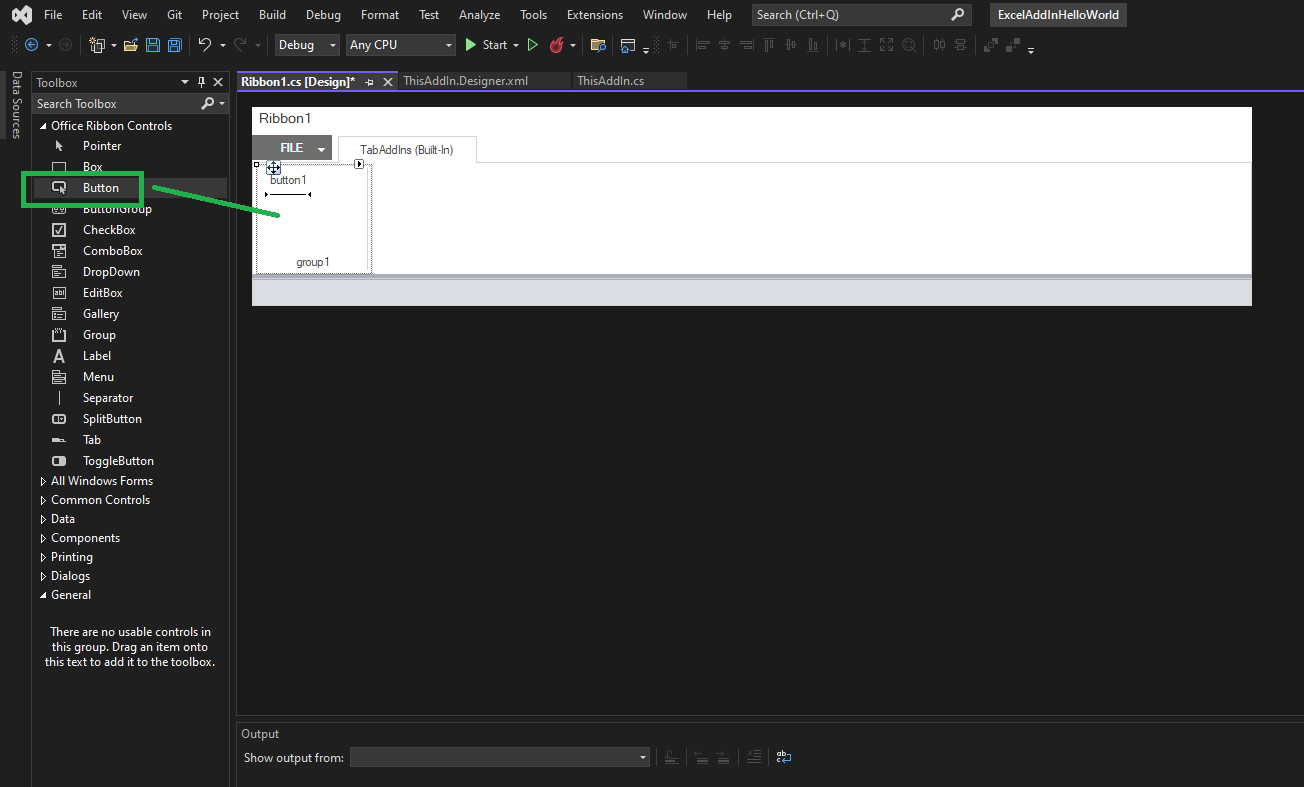 File Edit View Git Project Build Debug Format Test Analyze Tools Extensions Window Help Search (Ctrl+Q) ExcelAddInHelloWorld
Debug Any CPU Start
Data Sources
Toolbox
Search Toolbox
Office Ribbon Controls
Pointer
Box
Button
ButtonGroup
CheckBox
ComboBox
DropDown
EditBox
Gallery
Group
Label
Menu
Separator
SplitButton
Tab
ToggleButton
All Windows Forms
Common Controls
Data
Components
Printing
Dialogs
General
There are no usable controls in
this group. Drag an item onto
this text to add it to the toolbox.
Ribbon1.cs [Design]* ThisAddIn.Designer.xml ThisAddIn.cs
Ribbon1
FILE TabAddIns (Built-In)
button1
group1
Output
Show output from: